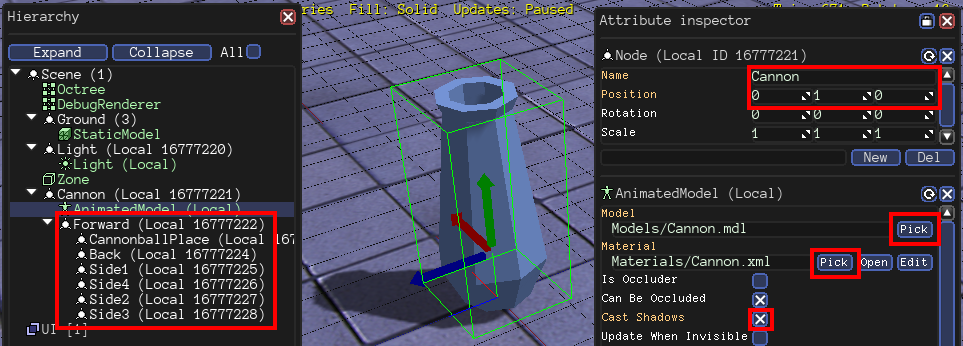 Hierarchy
Expand Collapse All
Scene (1)
Octree
DebugRenderer
Ground (3)
StaticModel
Light (Local 16777220)
Light (Local)
Zone
Cannon (Local 16777221)
AnimatedModel (Local)
Forward (Local 16777222)
CannonballPlace (Local 167
Back (Local 16777224)
Side1 (Local 16777225)
Side4 (Local 16777226)
Side2 (Local 16777227)
Side3 (Local 16777228)
UI [1]
ries Fill: Solid Updates: Paused
Attribute inspector
Node (Local ID 16777221)
Name Cannon
Position 0 1 0
Rotation 0 0 0
Scale 1 1 1
New Del
AnimatedModel (Local)
Model
Models/Cannon.mdl Pick
Material
Materials/Cannon.xml Pick Open Edit
Is Occluder
Can Be Occluded
Cast Shadows
Update When Invisible